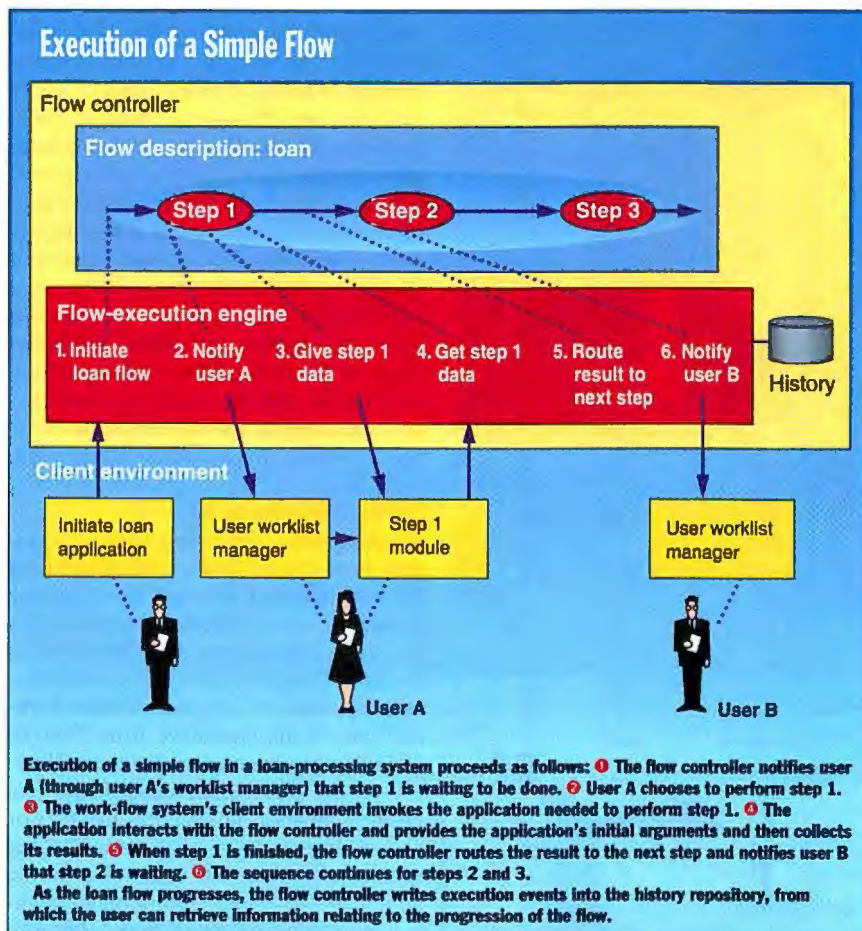 Execution of a Simple Flow
Flow controller
Flow description: loan
Step 1
Step 2
Step 3
Flow-execution engine
1. Initiate
loan flow
2. Notify
user A
3. Give step 1
data
4. Get step 1
data
5. Route
result to
next step
6. Notify
user B
History
Client environment
Initiate loan
application
User worklist
manager
Step 1
module
User worklist
manager
User A
User B
Execution of a simple flow in a loan-processing system proceeds as follows: ❶ The flow controller notifies user
A (through user A's worklist manager) that step 1 is waiting to be done. ❷ User A chooses to perform step 1.
❸ The work-flow system's client environment invokes the application needed to perform step 1. ❹ The
application interacts with the flow controller and provides the application's initial arguments and then collects
its results. ❺ When step 1 is finished, the flow controller routes the result to the next step and notifies user B
that step 2 is waiting. ❻ The sequence continues for steps 2 and 3.
As the loan flow progresses, the flow controller writes execution events into the history repository, from
which the user can retrieve information relating to the progression of the flow.